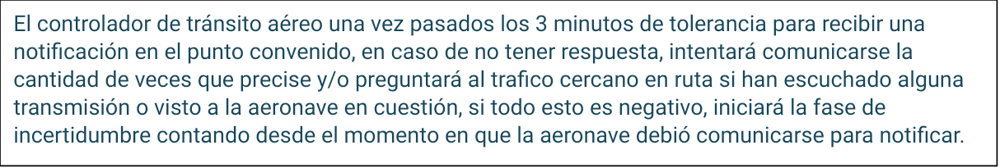 El controlador de tránsito aéreo una vez pasados los 3 minutos de tolerancia para recibir una
notificación en el punto convenido, en caso de no tener respuesta, intentará comunicarse la
cantidad de veces que precise y/o preguntará al trafico cercano en ruta si han escuchado alguna
transmisión o visto a la aeronave en cuestión, si todo esto es negativo, iniciará la fase de
incertidumbre contando desde el momento en que la aeronave debió comunicarse para notificar.